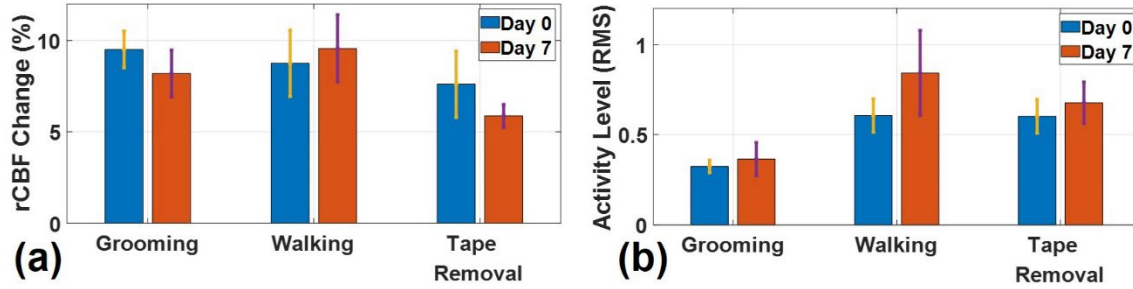 rCBF Change (%)
10
5
0
Day 0
Day 7
Grooming
Walking
Tape
Removal
(a)
Activity Level (RMS)
1
0.5
0
Day 0
Day 7
Grooming
Walking
Tape
Removal
(b)